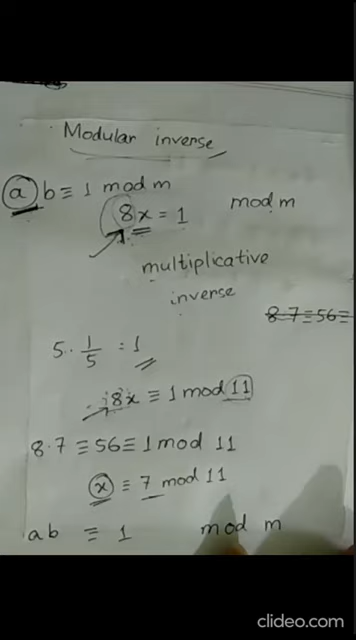 Modular inverse
a b ≡ 1 mod m
8x = 1 mod m
multiplicative
inverse
8·7≡56≡
5·1/5 = 1
8x ≡ 1 mod 11
8·7 ≡56≡ 1 mod 11
x ≡ 7 mod 11
ab ≡ 1 mod m
clideo.com